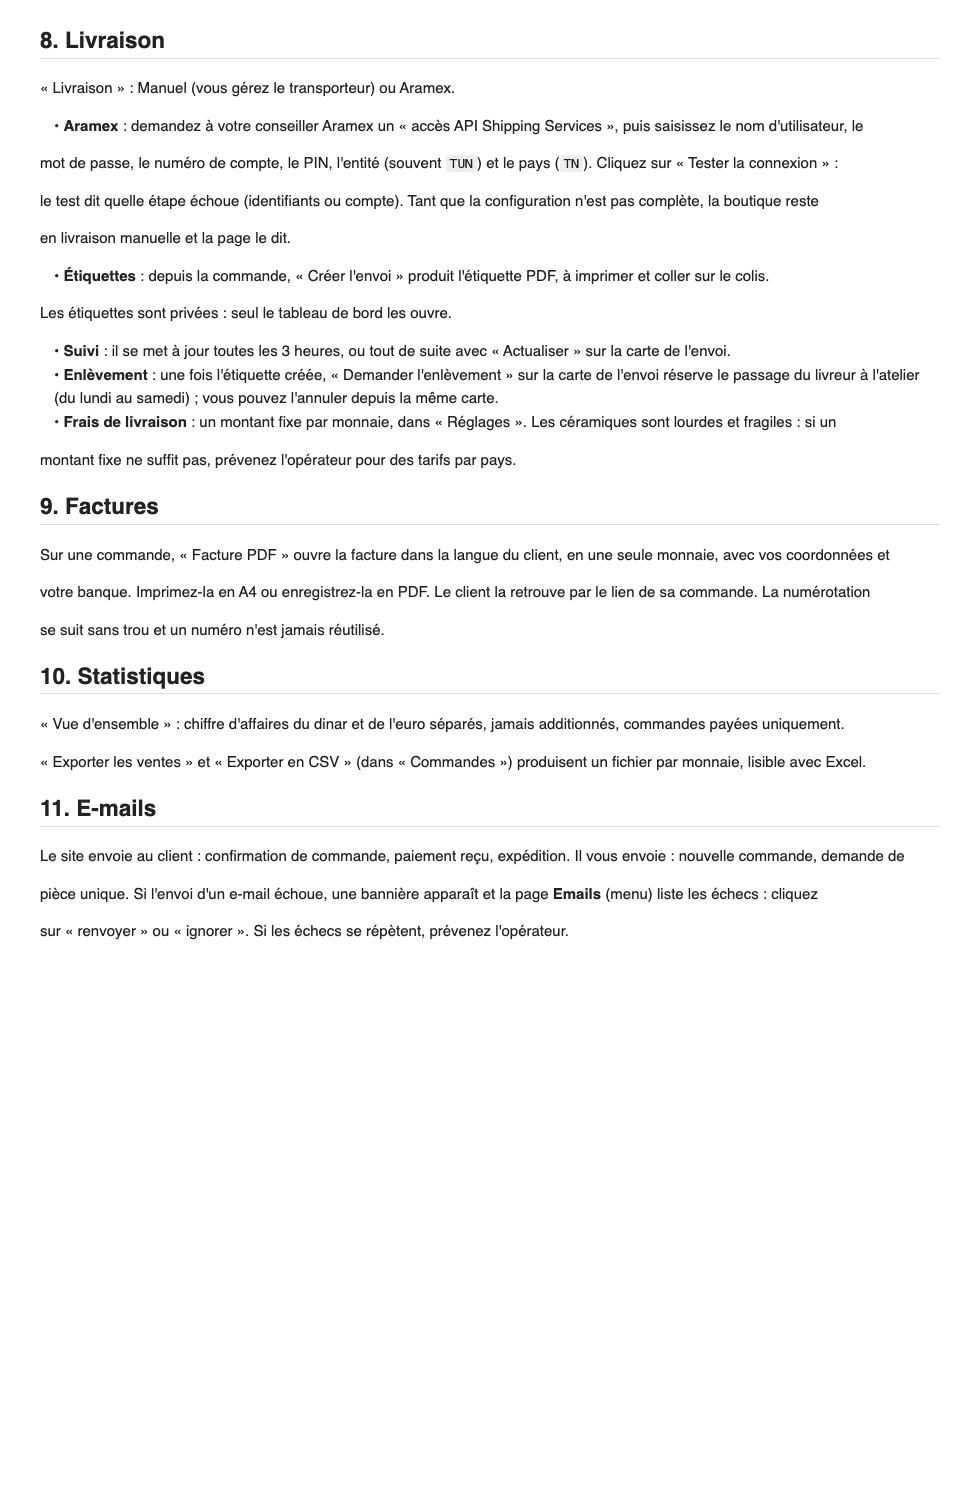 8. Livraison
« Livraison » : Manuel (vous gérez le transporteur) ou Aramex.
• Aramex : demandez à votre conseiller Aramex un « accès API Shipping Services », puis saisissez le nom d'utilisateur, le
mot de passe, le numéro de compte, le PIN, l'entité (souvent TUN) et le pays ( TN ). Cliquez sur « Tester la connexion » :
le test dit quelle étape échoue (identifiants ou compte). Tant que la configuration n'est pas complète, la boutique reste
en livraison manuelle et la page le dit.
• Étiquettes : depuis la commande, « Créer l'envoi » produit l'étiquette PDF, à imprimer et coller sur le colis.
Les étiquettes sont privées : seul le tableau de bord les ouvre.
• Suivi : il se met à jour toutes les 3 heures, ou tout de suite avec « Actualiser » sur la carte de l'envoi.
• Enlèvement : une fois l'étiquette créée, « Demander l'enlèvement » sur la carte de l'envoi réserve le passage du livreur à l'atelier
(du lundi au samedi) ; vous pouvez l'annuler depuis la même carte.
• Frais de livraison : un montant fixe par monnaie, dans « Réglages ». Les céramiques sont lourdes et fragiles : si un
montant fixe ne suffit pas, prévenez l'opérateur pour des tarifs par pays.
9. Factures
Sur une commande, « Facture PDF » ouvre la facture dans la langue du client, en une seule monnaie, avec vos coordonnées et
votre banque. Imprimez-la en A4 ou enregistrez-la en PDF. Le client la retrouve par le lien de sa commande. La numérotation
se suit sans trou et un numéro n'est jamais réutilisé.
10. Statistiques
« Vue d'ensemble » : chiffre d'affaires du dinar et de l'euro séparés, jamais additionnés, commandes payées uniquement.
« Exporter les ventes » et « Exporter en CSV » (dans « Commandes ») produisent un fichier par monnaie, lisible avec Excel.
11. E-mails
Le site envoie au client : confirmation de commande, paiement reçu, expédition. Il vous envoie : nouvelle commande, demande de
pièce unique. Si l'envoi d'un e-mail échoue, une bannière apparaît et la page Emails (menu) liste les échecs : cliquez
sur « renvoyer » ou « ignorer ». Si les échecs se répètent, prévenez l'opérateur.